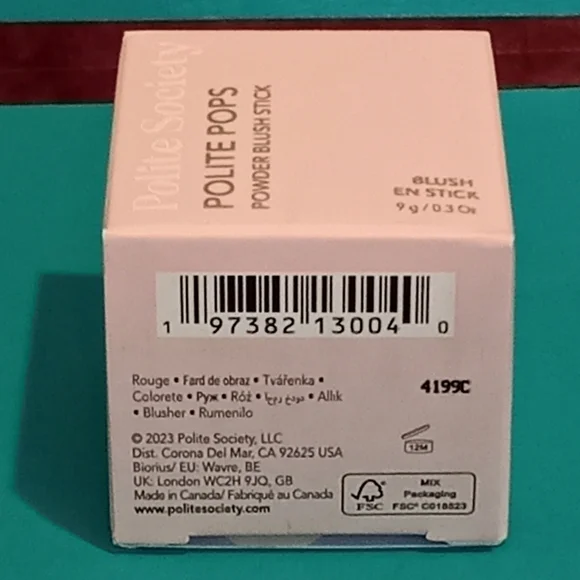 Polite Society
POLITE POPS
POWDER BLUSH STICK
BLUSH
EN STICK
9 g / 0.3 Oz
1 97382 13004 0
Rouge • Fard de obraz • Tvářenka •
Colorete • Руж • Róż • • Allık
• Blusher • Rumenilo
4199C
12M
© 2023 Polite Society, LLC
Dist. Corona Del Mar, CA 92625 USA
Biorius/ EU: Wavre, BE
UK: London WC2H 9JQ, GB
Made in Canada/ Fabriqué au Canada
www.politesociety.com
FSC
MIX
Packaging
FSC® C018523